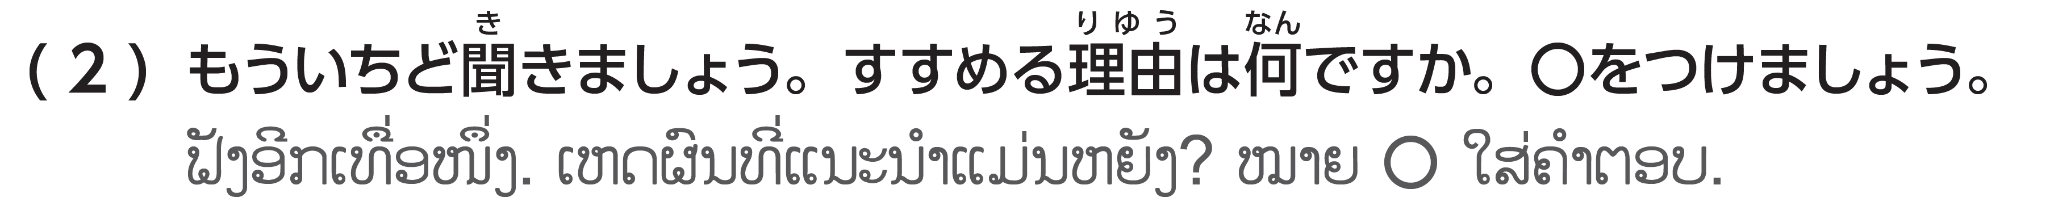 ( 2 ) もういちど聞きましょう。すすめる理由は何ですか。〇をつけましょう。
ຟັງອີກເທື່ອໜຶ່ງ. ເຫດຜົນທີ່ແນະນຳແມ່ນຫຍັງ? ໝາຍ ○ ໃສ່ຄຳຕອບ.